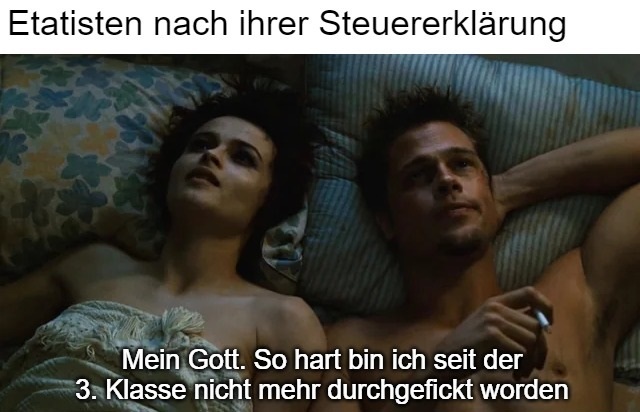 Etatisten nach ihrer Steuererklärung
Mein Gott. So hart bin ich seit der
3. Klasse nicht mehr durchgefickt worden